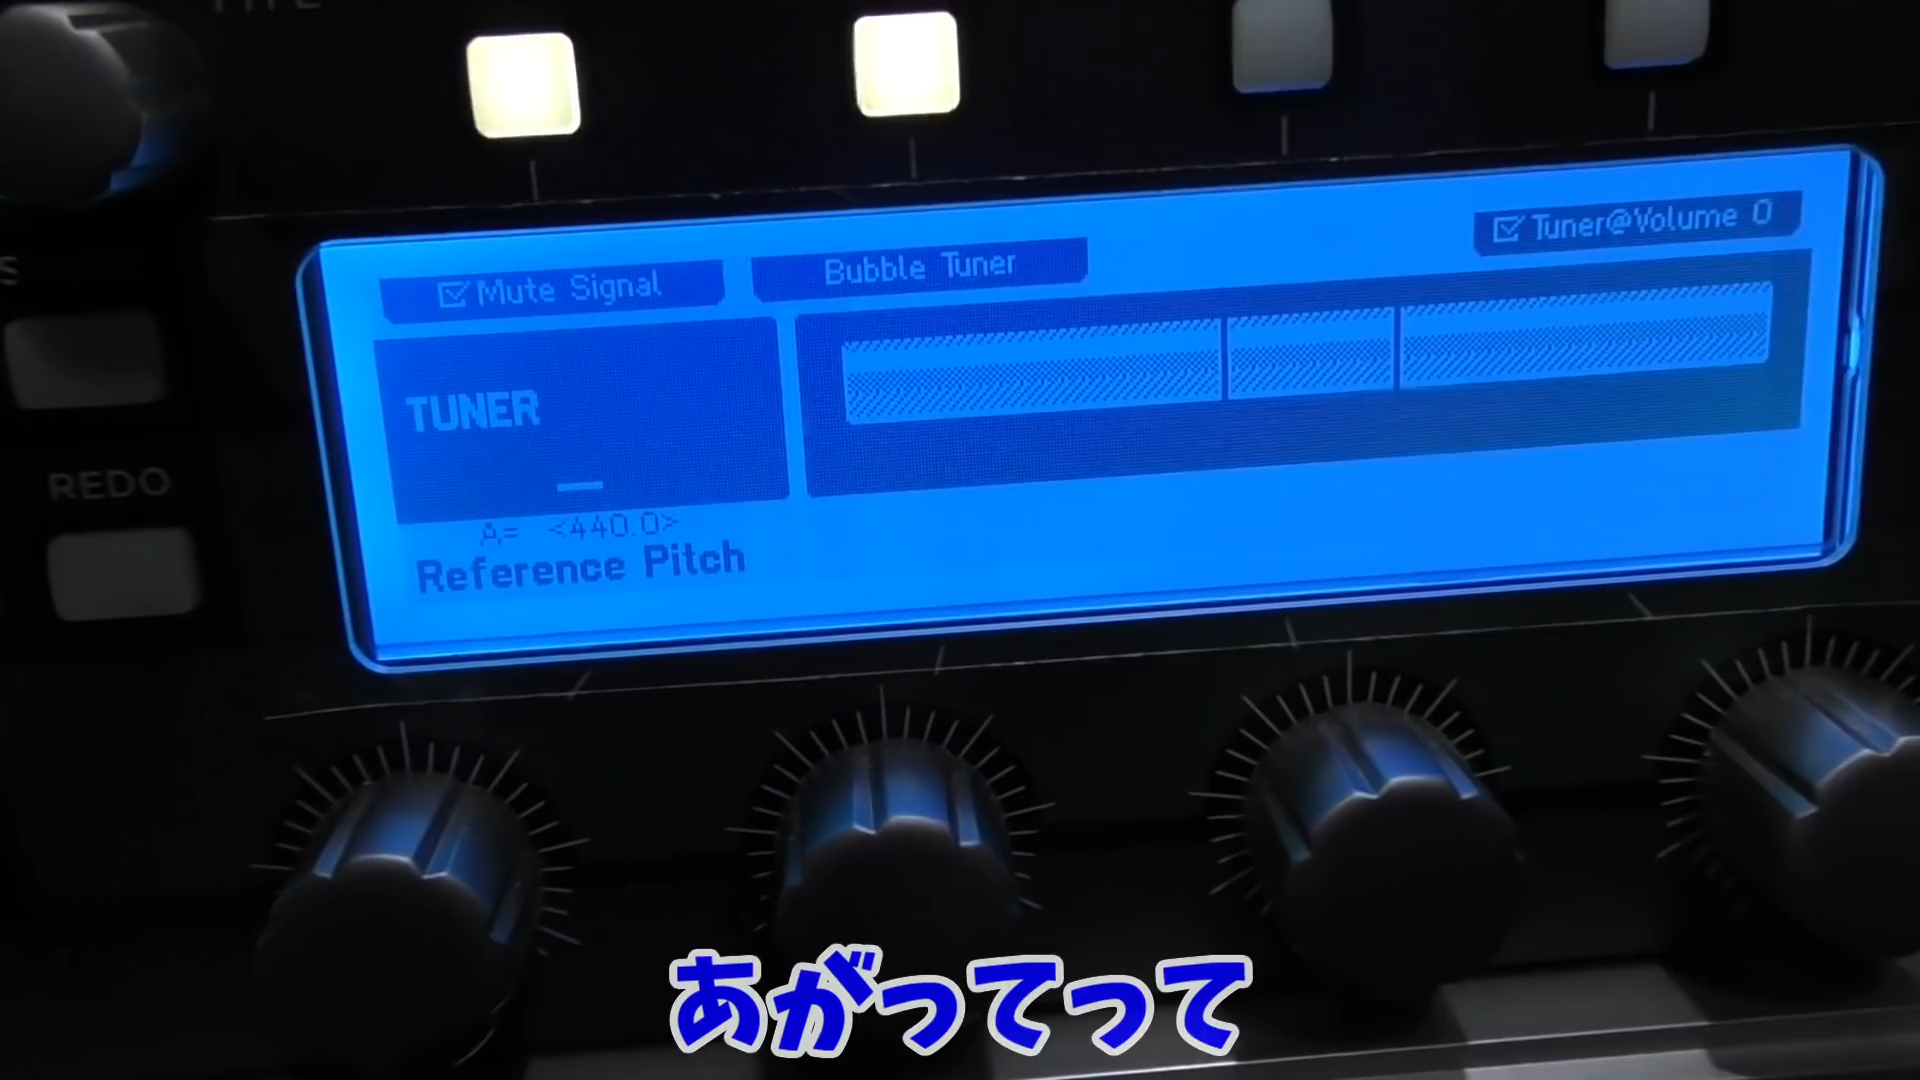 Mute Signal
Bubble Tuner
Tuner@Volume 0
TUNER
A= <440.0>
Reference Pitch
REDO
あがってって